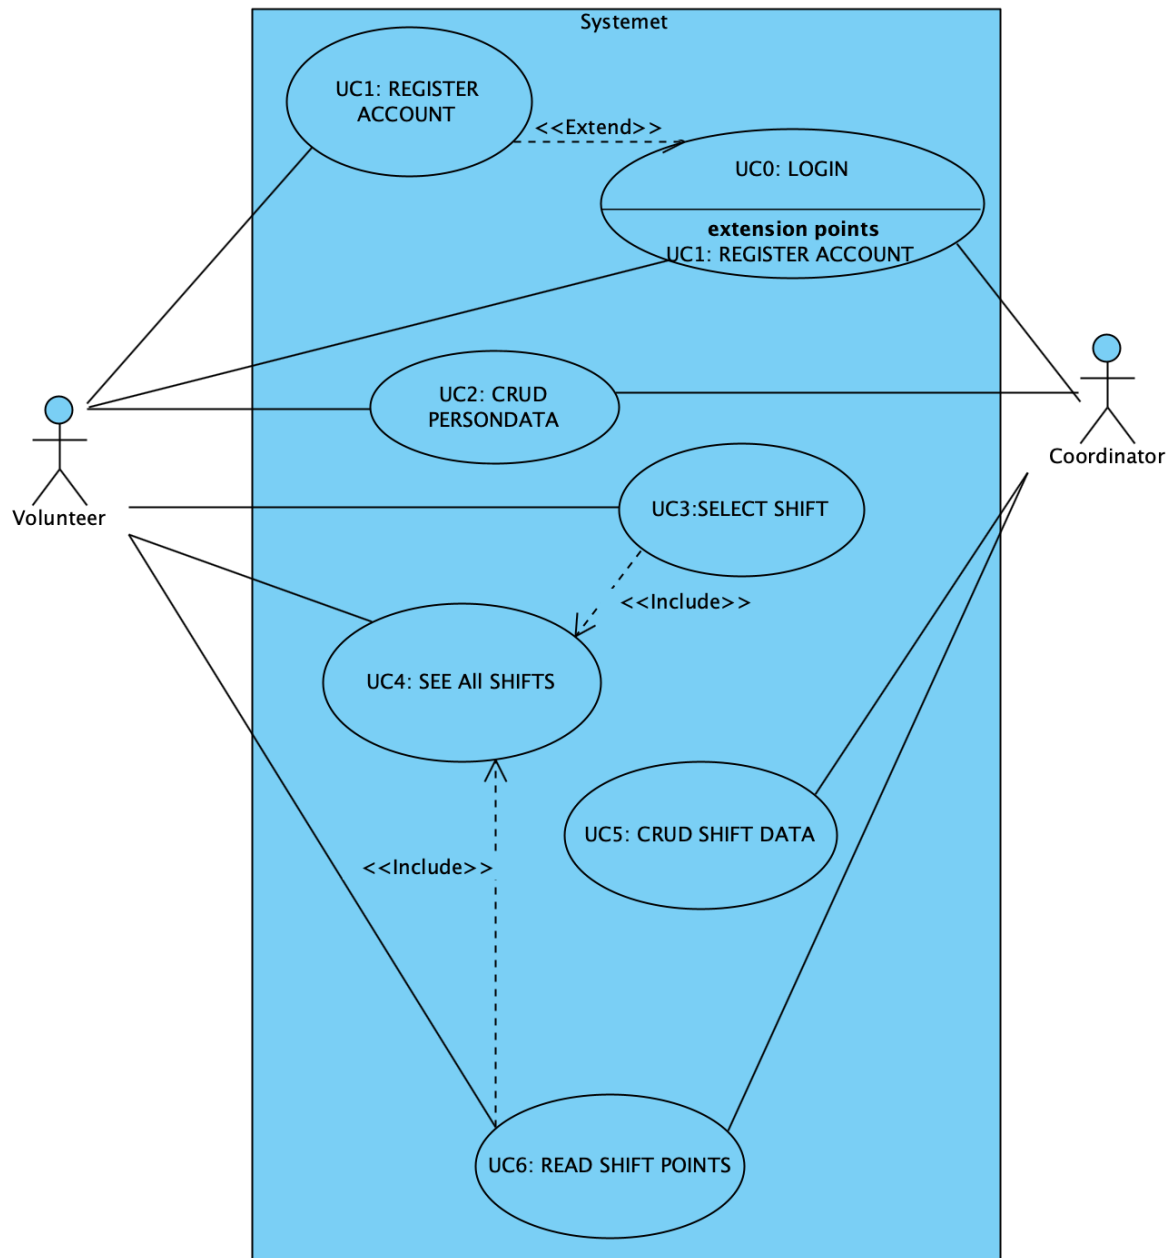 Systemet
UC1: REGISTER
ACCOUNT
<<Extend>>
UC0: LOGIN
extension points
UC1: REGISTER ACCOUNT
UC2: CRUD
PERSONDATA
Coordinator
Volunteer
UC3:SELECT SHIFT
<<Include>>
UC4: SEE All SHIFTS
UC5: CRUD SHIFT DATA
<<Include>>
UC6: READ SHIFT POINTS